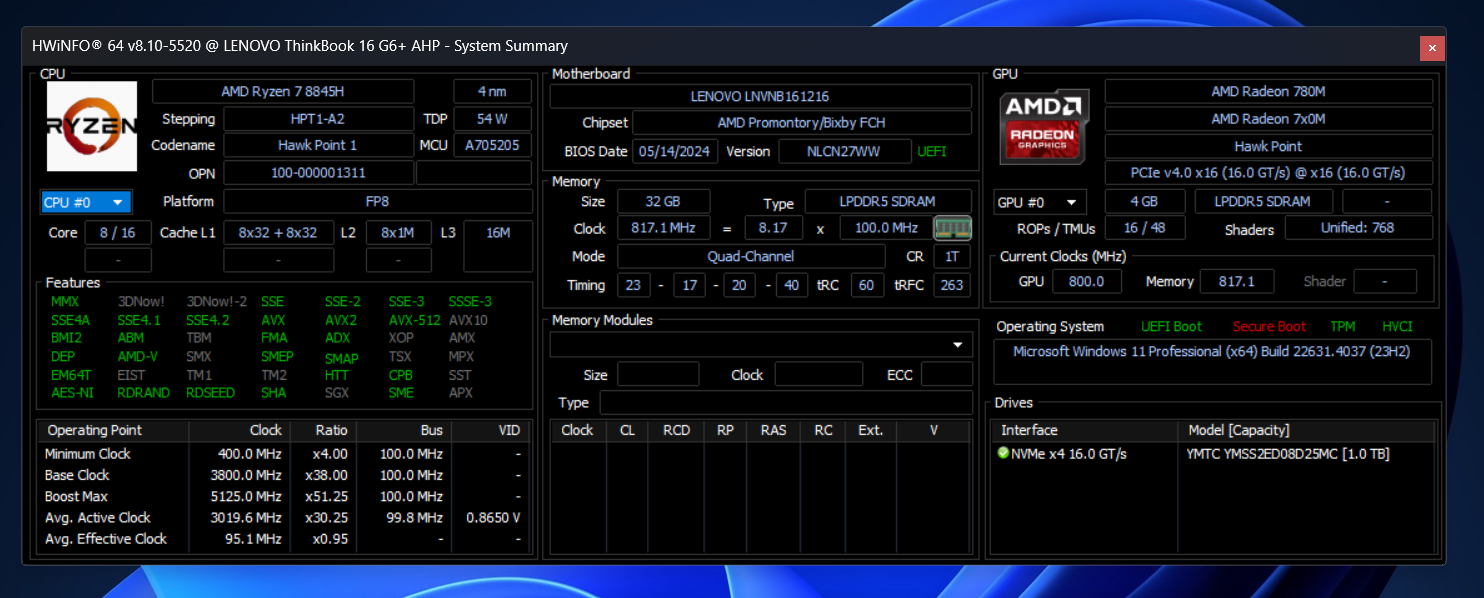 HWiNFO® 64 v8.10-5520 @ LENOVO ThinkBook 16 G6+ AHP - System Summary
CPU
RYZEN
AMD Ryzen 7 8845H 4 nm
Stepping HPT1-A2 TDP 54 W
Codename Hawk Point 1 MCU A705205
OPN 100-000001311
CPU #0 Platform FP8
Core 8 / 16 Cache L1 8x32 + 8x32 L2 8x1M L3 16M
- - -
Features
MMX 3DNow! 3DNow!-2 SSE SSE-2 SSE-3 SSSE-3
SSE4A SSE4.1 SSE4.2 AVX AVX2 AVX-512 AVX10
BMI2 ABM TBM FMA ADX XOP AMX
DEP AMD-V SMX SMEP SMAP TSX MPX
EM64T EIST TM1 TM2 HTT CPB SST
AES-NI RDRAND RDSEED SHA SGX SME APX
Operating Point Clock Ratio Bus VID
Minimum Clock 400.0 MHz x4.00 100.0 MHz -
Base Clock 3800.0 MHz x38.00 100.0 MHz -
Boost Max 5125.0 MHz x51.25 100.0 MHz -
Avg. Active Clock 3019.6 MHz x30.25 99.8 MHz 0.8650 V
Avg. Effective Clock 95.1 MHz x0.95 - -
Motherboard
LENOVO LNVNB161216
Chipset AMD Promontory/Bixby FCH
BIOS Date 05/14/2024 Version NLCN27WW UEFI
Memory
Size 32 GB Type LPDDR5 SDRAM
Clock 817.1 MHz = 8.17 x 100.0 MHz
Mode Quad-Channel CR 1T
Timing 23 - 17 - 20 - 40 tRC 60 tRFC 263
Memory Modules
Size Clock ECC
Type
Clock CL RCD RP RAS RC Ext. V
GPU
AMD
RADEON
GRAPHICS
AMD Radeon 780M
AMD Radeon 7x0M
Hawk Point
PCIe v4.0 x16 (16.0 GT/s) @ x16 (16.0 GT/s)
GPU #0 4 GB LPDDR5 SDRAM -
ROPs / TMUs 16 / 48 Shaders Unified: 768
Current Clocks (MHz)
GPU 800.0 Memory 817.1 Shader -
Operating System UEFI Boot Secure Boot TPM HVCI
Microsoft Windows 11 Professional (x64) Build 22631.4037 (23H2)
Drives
Interface Model [Capacity]
NVMe x4 16.0 GT/s YMTC YMSS2ED08D25MC [1.0 TB]